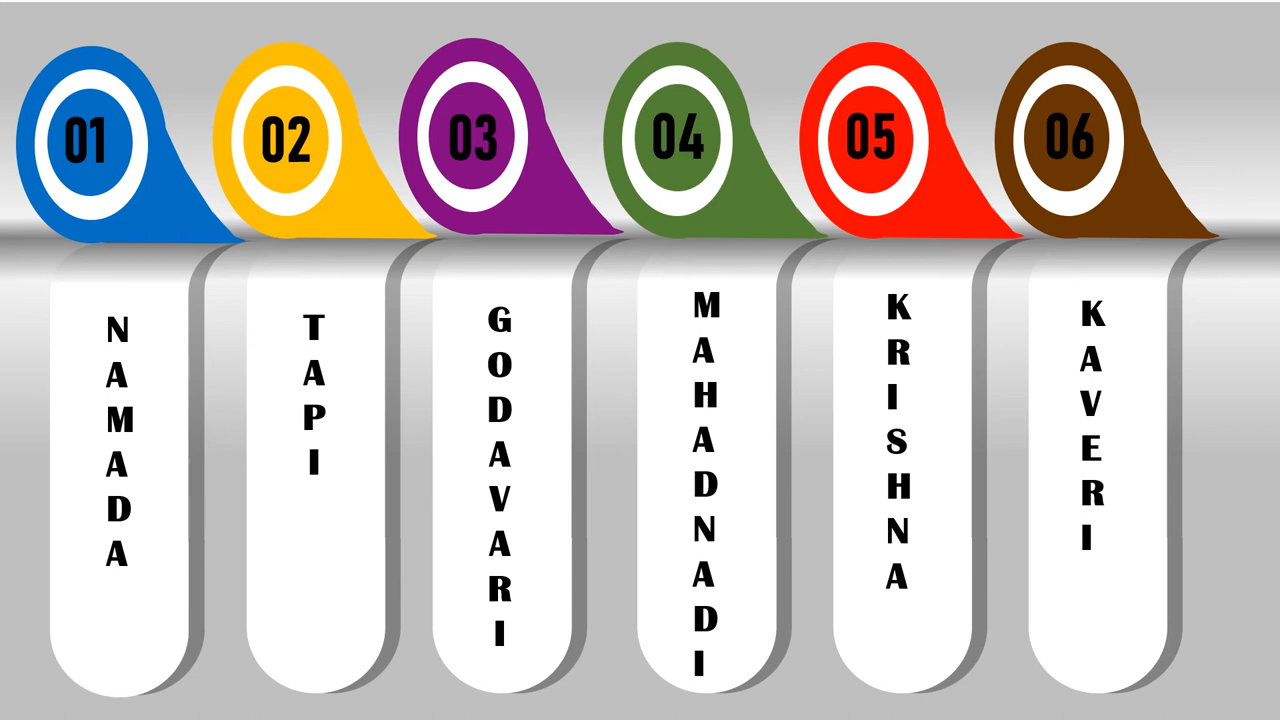 01
02
03
04
05
06
NAMADA
TAPI
GODAVARI
MAHADNADI
KRISHNA
KAVERI